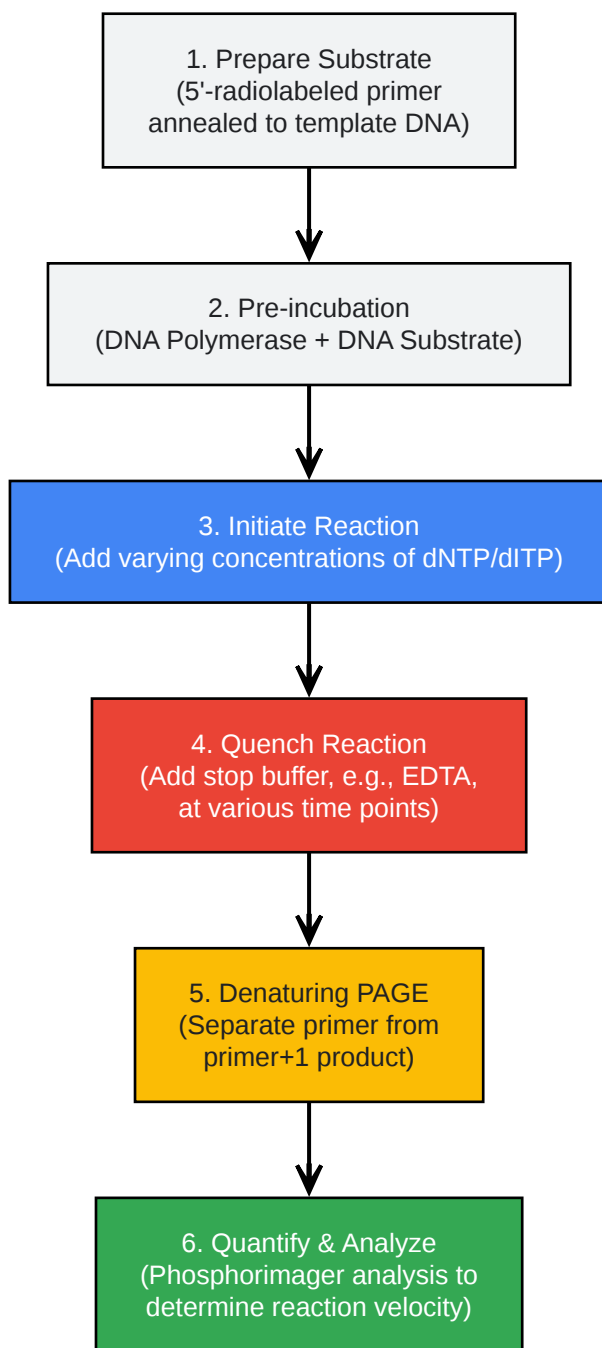 1. Prepare Substrate
(5'-radiolabeled primer
annealed to template DNA)
2. Pre-incubation
(DNA Polymerase + DNA Substrate)
3. Initiate Reaction
(Add varying concentrations of dNTP/dITP)
4. Quench Reaction
(Add stop buffer, e.g., EDTA,
at various time points)
5. Denaturing PAGE
(Separate primer from
primer+1 product)
6. Quantify & Analyze
(Phosphorimager analysis to
determine reaction velocity)